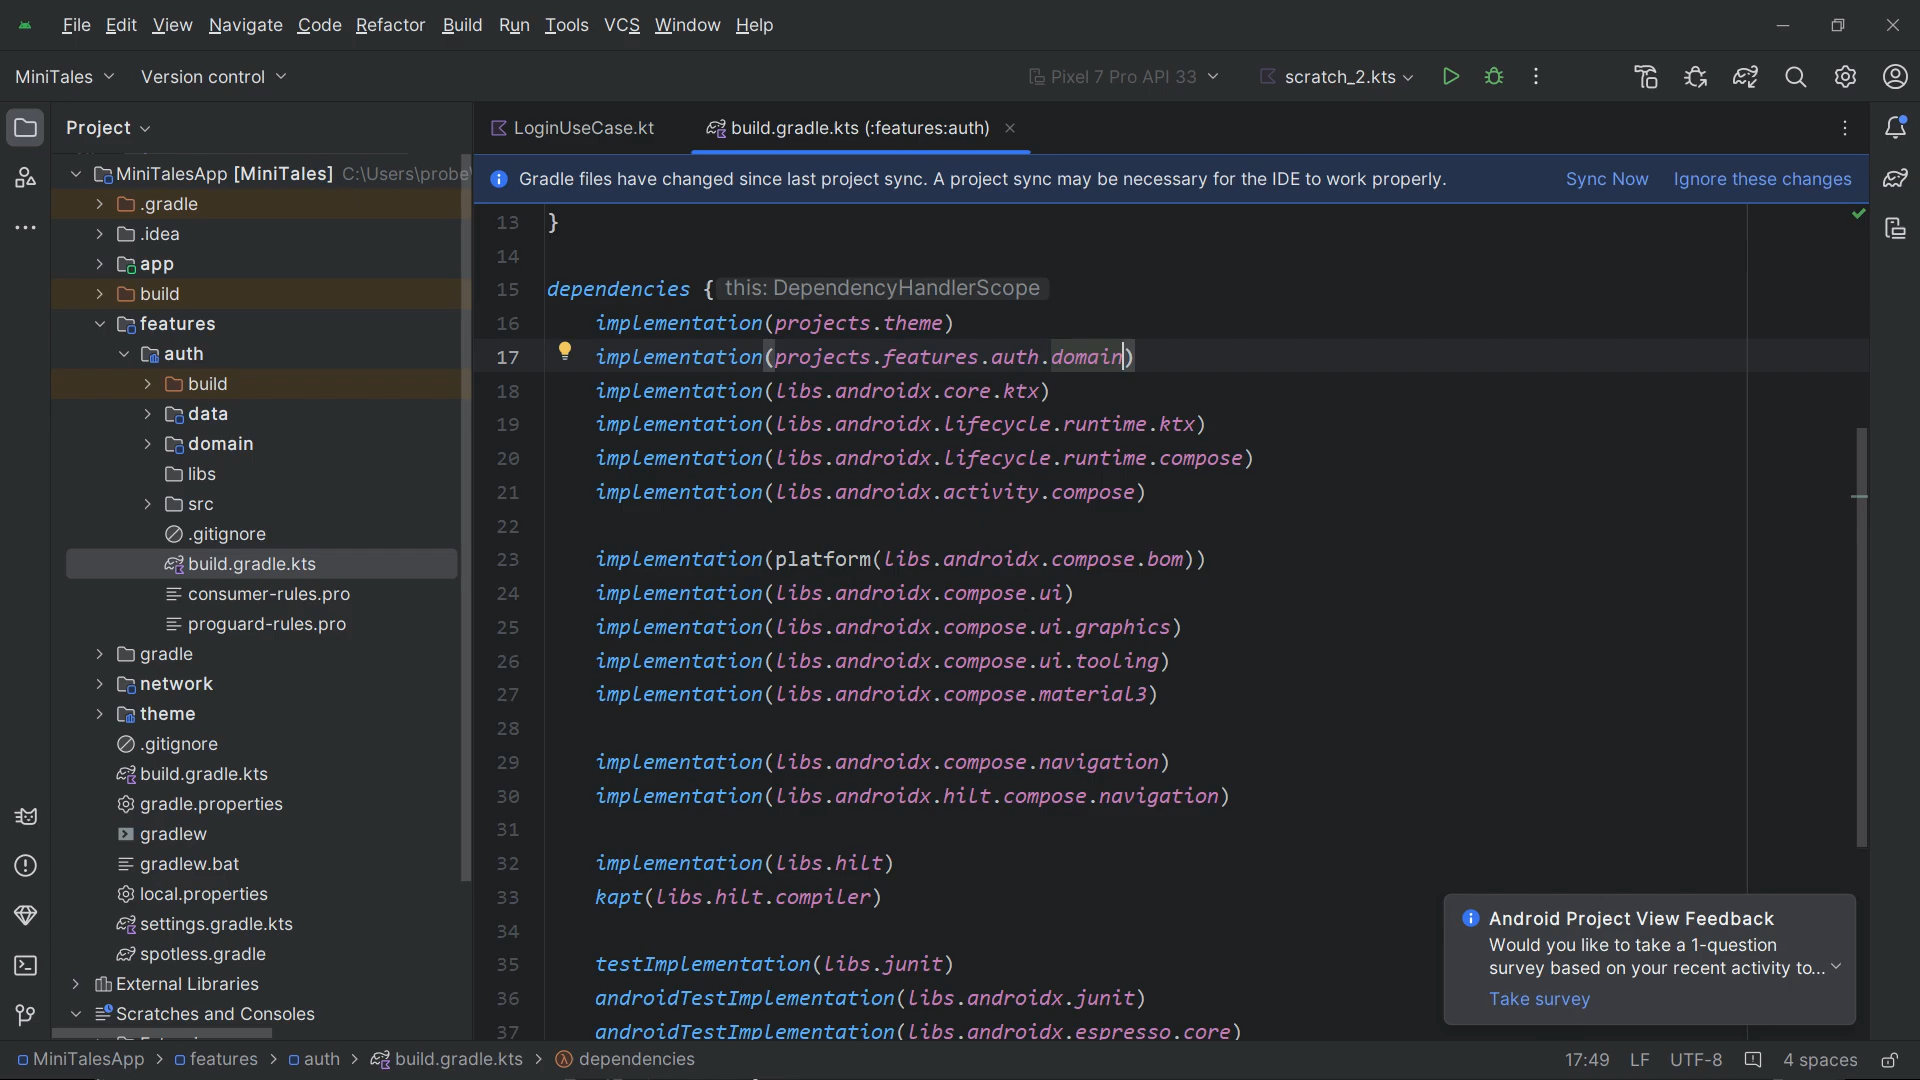 File Edit View Navigate Code Refactor Build Run Tools VCS Window Help
MiniTales Version control Pixel 7 Pro API 33 scratch_2.kts
Project
LoginUseCase.kt build.gradle.kts (:features:auth)
Gradle files have changed since last project sync. A project sync may be necessary for the IDE to work properly. Sync Now Ignore these changes
MiniTalesApp [MiniTales] C:\Users\probe\
.gradle
.idea
app
build
features
auth
build
data
domain
libs
src
.gitignore
build.gradle.kts
consumer-rules.pro
proguard-rules.pro
gradle
network
theme
.gitignore
build.gradle.kts
gradle.properties
gradlew
gradlew.bat
local.properties
settings.gradle.kts
spotless.gradle
External Libraries
Scratches and Consoles
13 }
14
15 dependencies { this: DependencyHandlerScope
16 implementation(projects.theme)
17 implementation(projects.features.auth.domain)
18 implementation(libs.androidx.core.ktx)
19 implementation(libs.androidx.lifecycle.runtime.ktx)
20 implementation(libs.androidx.lifecycle.runtime.compose)
21 implementation(libs.androidx.activity.compose)
22
23 implementation(platform(libs.androidx.compose.bom))
24 implementation(libs.androidx.compose.ui)
25 implementation(libs.androidx.compose.ui.graphics)
26 implementation(libs.androidx.compose.ui.tooling)
27 implementation(libs.androidx.compose.material3)
28
29 implementation(libs.androidx.compose.navigation)
30 implementation(libs.androidx.hilt.compose.navigation)
31
32 implementation(libs.hilt)
33 kapt(libs.hilt.compiler)
34
35 testImplementation(libs.junit)
36 androidTestImplementation(libs.androidx.junit)
37 androidTestImplementation(libs.androidx.espresso.core)
Android Project View Feedback
Would you like to take a 1-question
survey based on your recent activity to...
Take survey
MiniTalesApp features auth build.gradle.kts dependencies 17:49 LF UTF-8 4 spaces